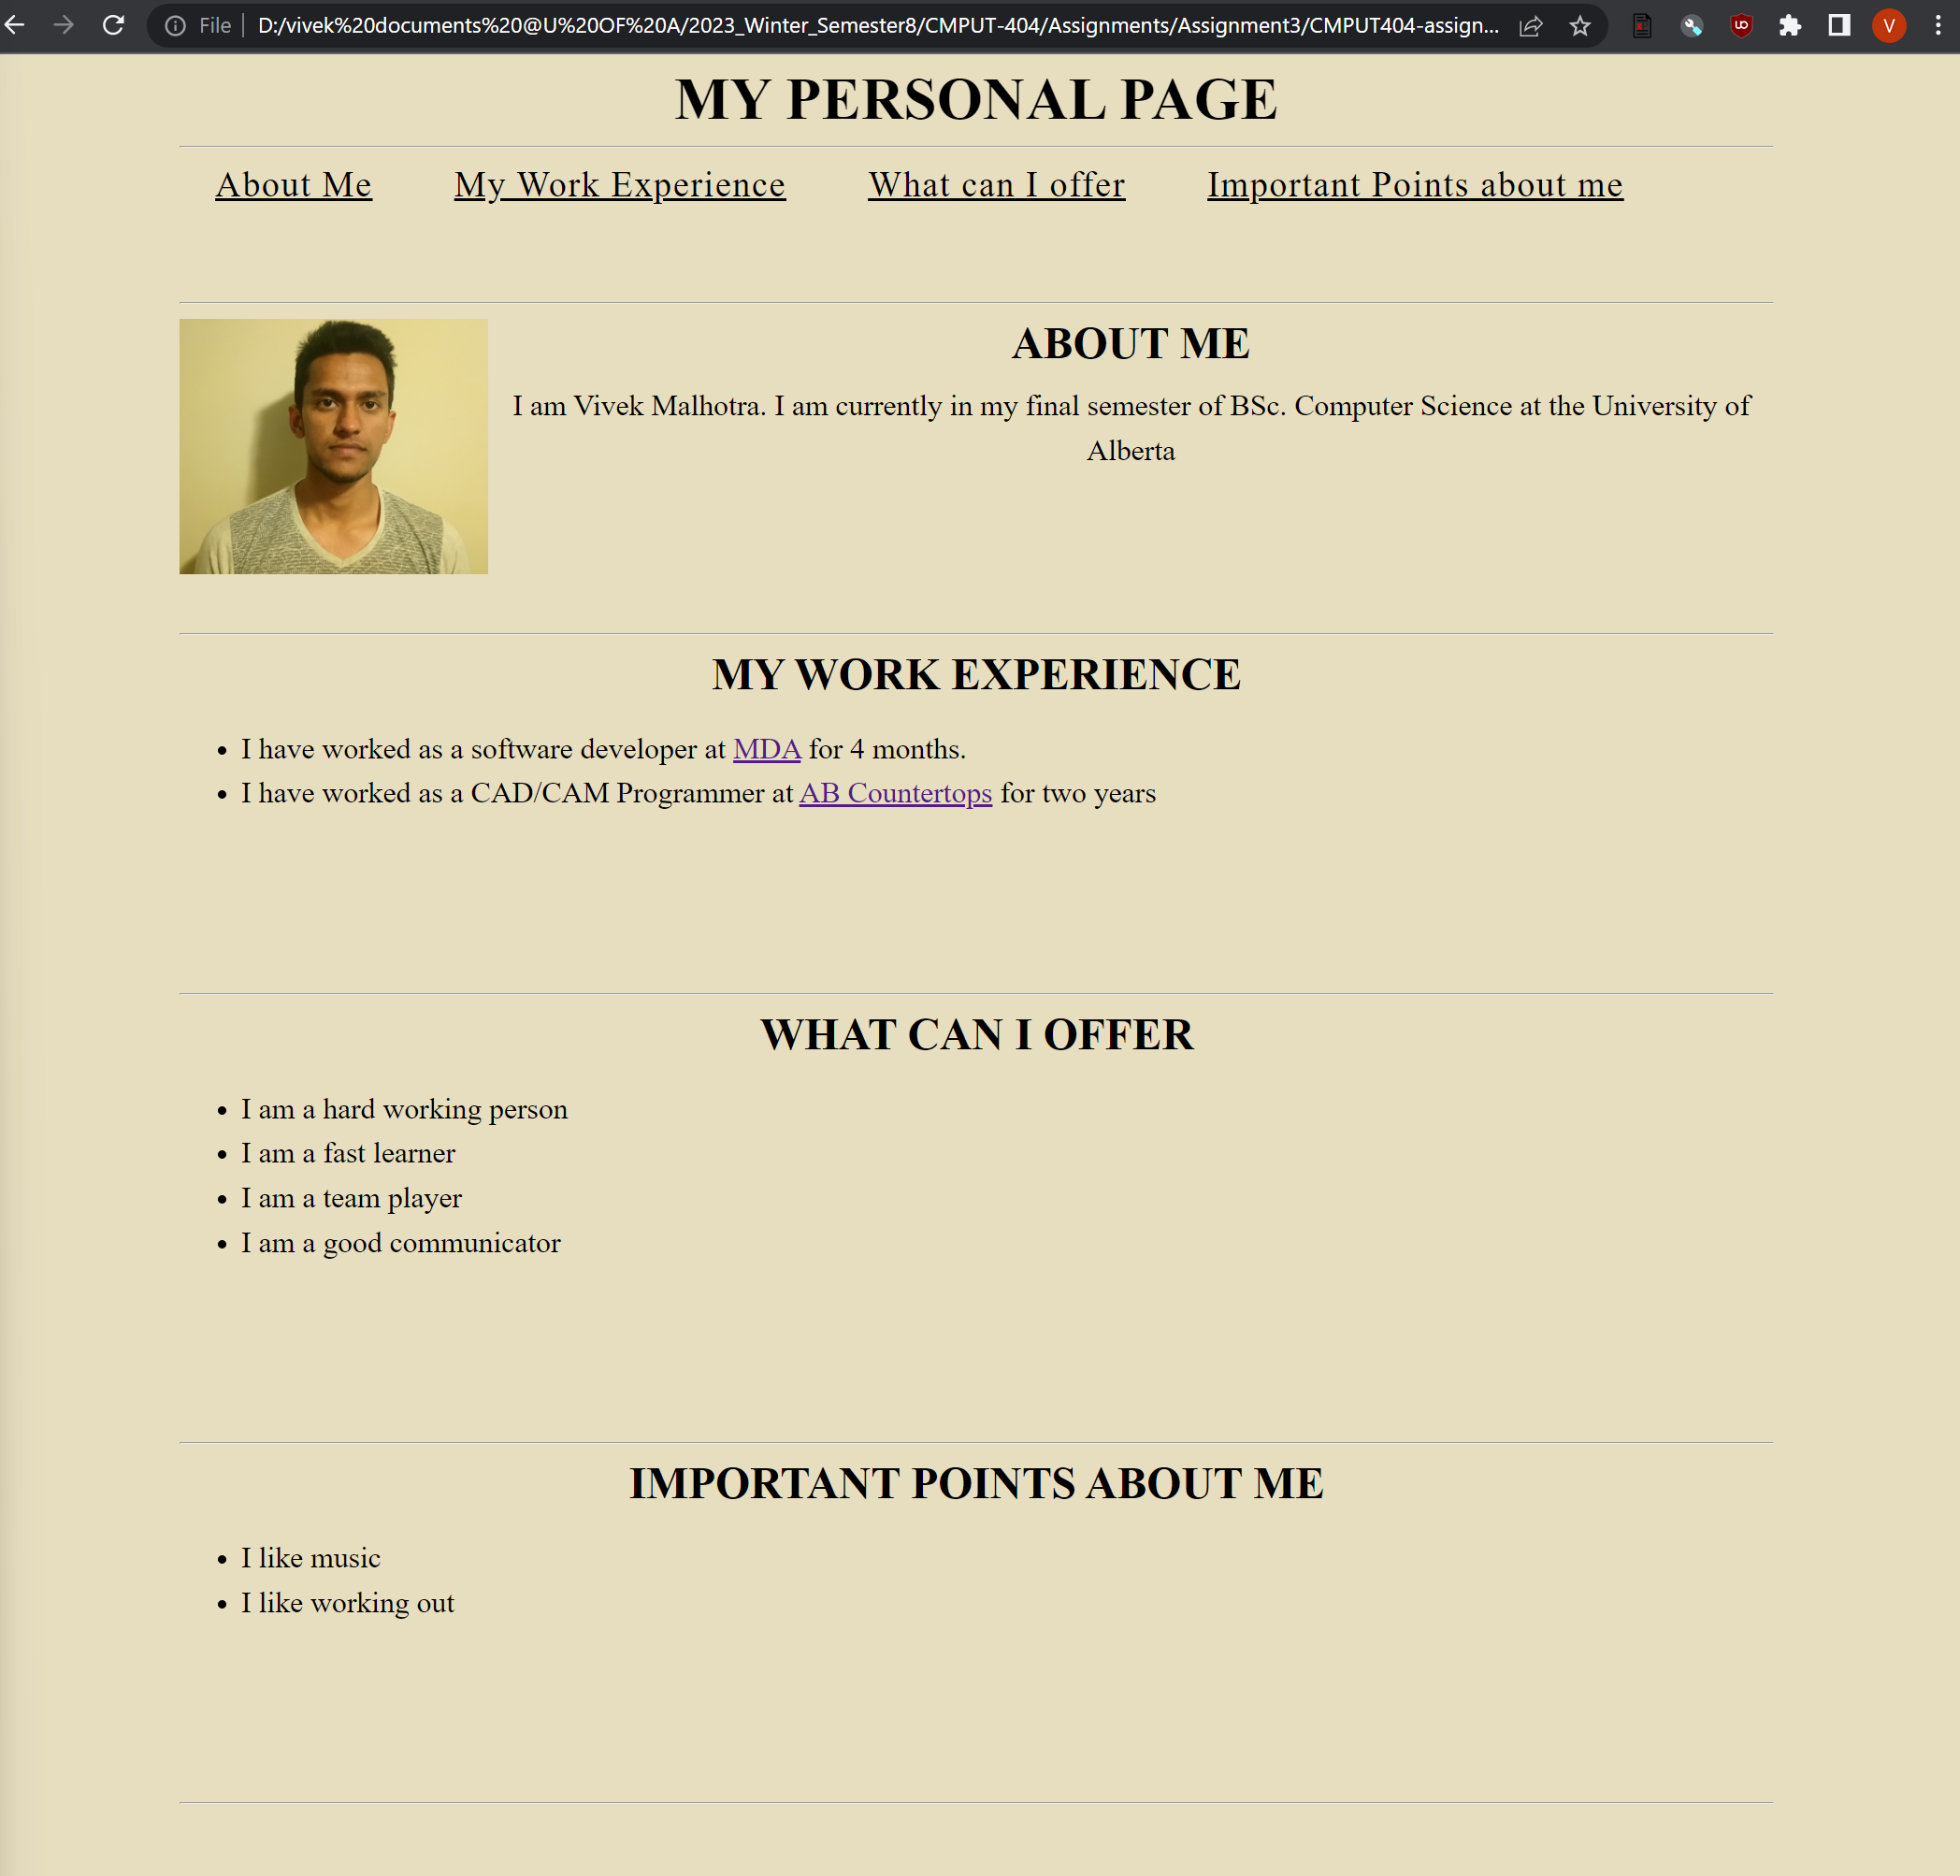 File | D:/vivek%20documents%20@U%20OF%20A/2023_Winter_Semester8/CMPUT-404/Assignments/Assignment3/CMPUT404-assign...
V
MY PERSONAL PAGE
About Me My Work Experience What can I offer Important Points about me
ABOUT ME
I am Vivek Malhotra. I am currently in my final semester of BSc. Computer Science at the University of
Alberta
MY WORK EXPERIENCE
• I have worked as a software developer at MDA for 4 months.
• I have worked as a CAD/CAM Programmer at AB Countertops for two years
WHAT CAN I OFFER
• I am a hard working person
• I am a fast learner
• I am a team player
• I am a good communicator
IMPORTANT POINTS ABOUT ME
• I like music
• I like working out